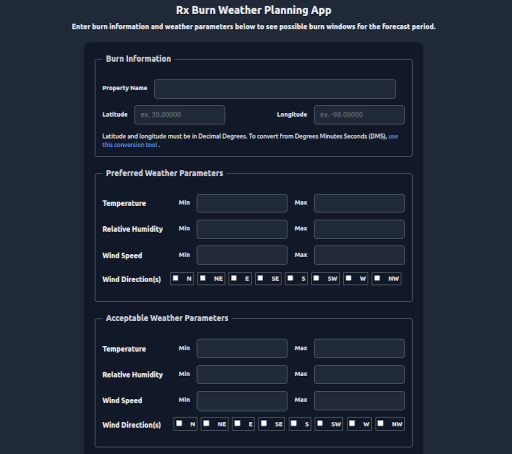 Rx Burn Weather Planning App
Enter burn information and weather parameters below to see possible burn windows for the forecast period.
Burn Information
Property Name
Latitude ex. 30.00000 Longitude ex. -98.00000
Latitude and longitude must be in Decimal Degrees. To convert from Degrees Minutes Seconds (DMS), use
this conversion tool .
Preferred Weather Parameters
Temperature Min Max
Relative Humidity Min Max
Wind Speed Min Max
Wind Direction(s) N NE E SE S SW W NW
Acceptable Weather Parameters
Temperature Min Max
Relative Humidity Min Max
Wind Speed Min Max
Wind Direction(s) N NE E SE S SW W NW